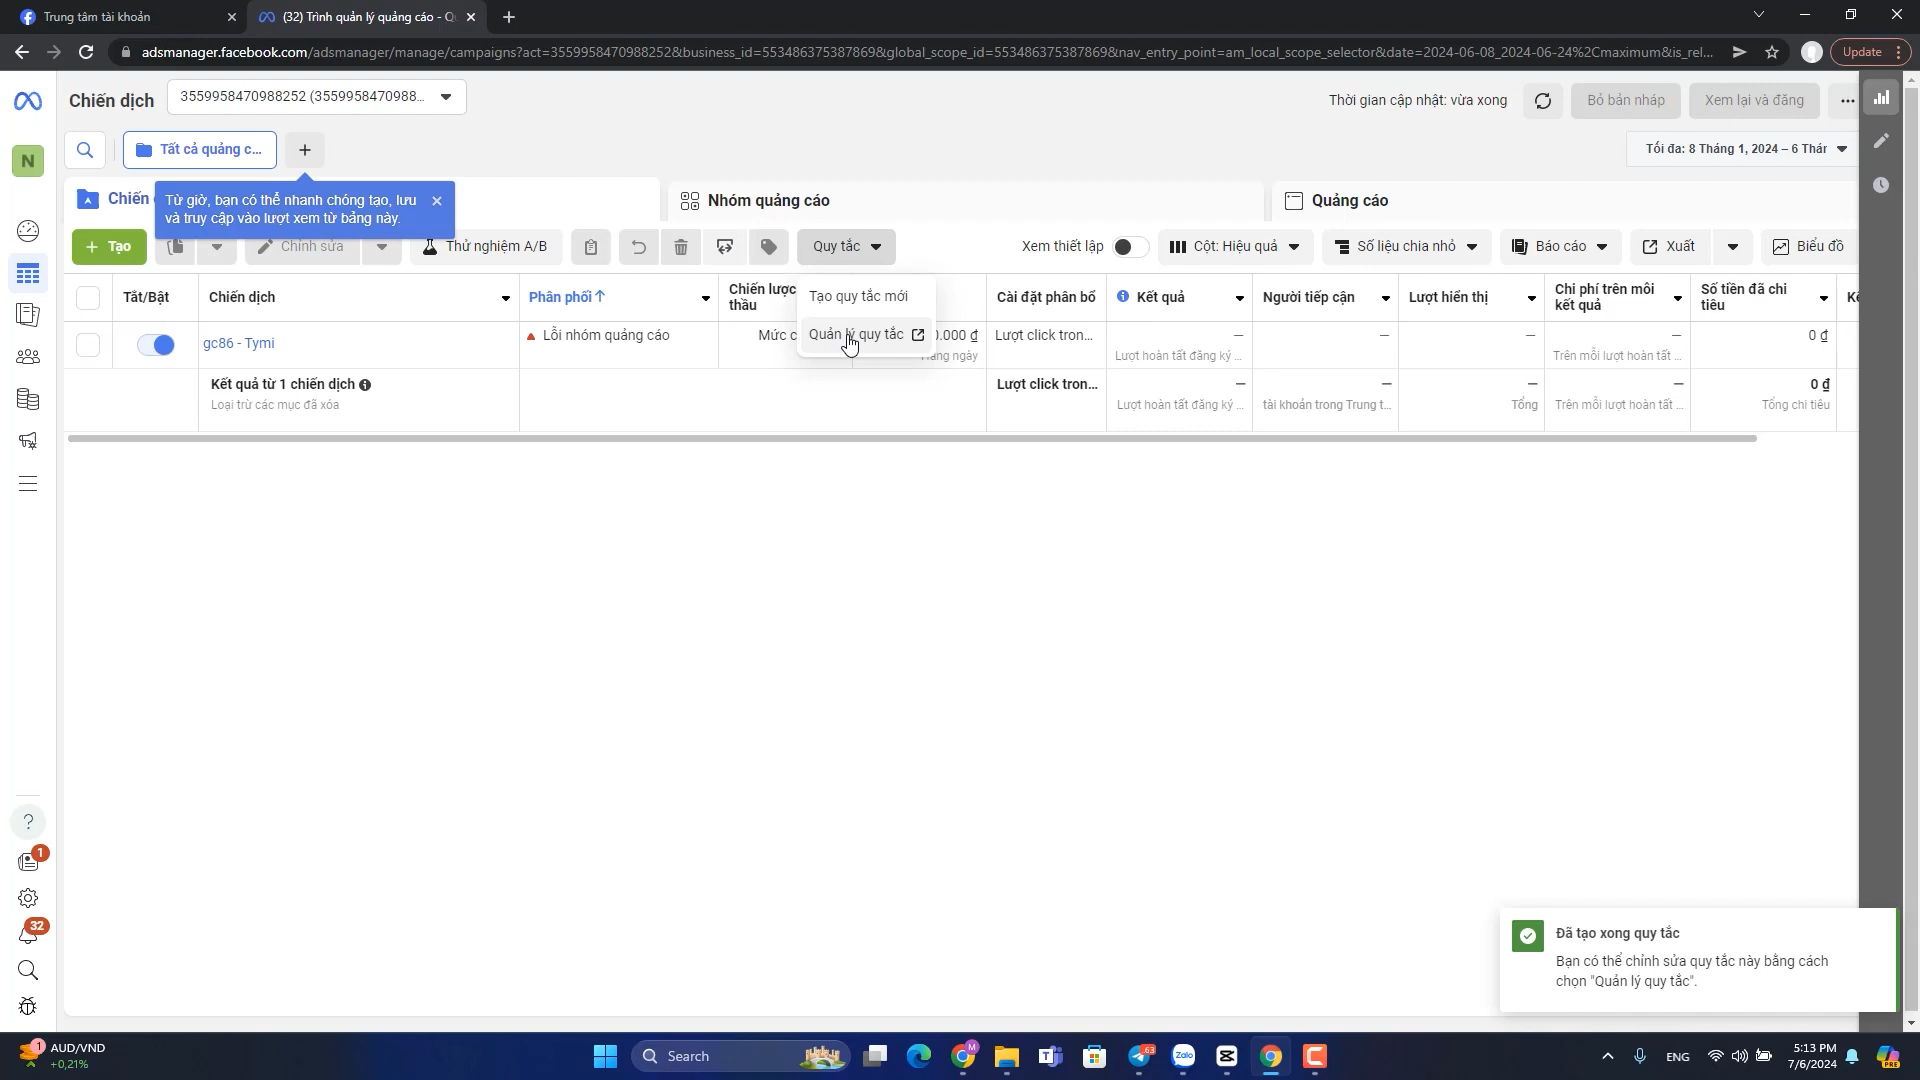 Trung tâm tài khoản
(32) Trình quản lý quảng cáo - Qu
adsmanager.facebook.com/adsmanager/manage/campaigns?act=3559958470988252&business_id=553486375387869&global_scope_id=553486375387869&nav_entry_point=am_local_scope_selector&date=2024-06-08_2024-06-24%2Cmaximum&is_rel...
Update
Chiến dịch
3559958470988252 (3559958470988...
Thời gian cập nhật: vừa xong
Bỏ bản nháp
Xem lại và đăng
N
Tất cả quảng c...
Tối đa: 8 Tháng 1, 2024 – 6 Thár
Từ giờ, bạn có thể nhanh chóng tạo, lưu
và truy cập vào lượt xem từ bảng này.
Chiến
Nhóm quảng cáo
Quảng cáo
Tạo
Chỉnh sửa
Thử nghiệm A/B
Quy tắc
Xem thiết lập
Cột: Hiệu quả
Số liệu chia nhỏ
Báo cáo
Xuất
Biểu đồ
Tạo quy tắc mới
Quản lý quy tắc
Tắt/Bật
Chiến dịch
Phân phối↑
Chiến lược
thầu
Cài đặt phân bổ
Kết quả
Người tiếp cận
Lượt hiển thị
Chi phí trên mỗi
kết quả
Số tiền đã chi
tiêu
Kế
gc86 - Tymi
Lỗi nhóm quảng cáo
Mức c
0.000 ₫
Hàng ngày
Lượt click tron...
—
Lượt hoàn tất đăng ký ...
—
—
—
Trên mỗi lượt hoàn tất ...
0 ₫
Kết quả từ 1 chiến dịch
Loại trừ các mục đã xóa
Lượt click tron...
—
Lượt hoàn tất đăng ký ...
—
tài khoản trong Trung t...
—
Tổng
—
Trên mỗi lượt hoàn tất ...
0 ₫
Tổng chi tiêu
?
1
32
Đã tạo xong quy tắc
Bạn có thể chỉnh sửa quy tắc này bằng cách
chọn "Quản lý quy tắc".
1
AUD/VND
+0,21%
Search
M
63
Zalo
ENG
5:13 PM
7/6/2024
PRE